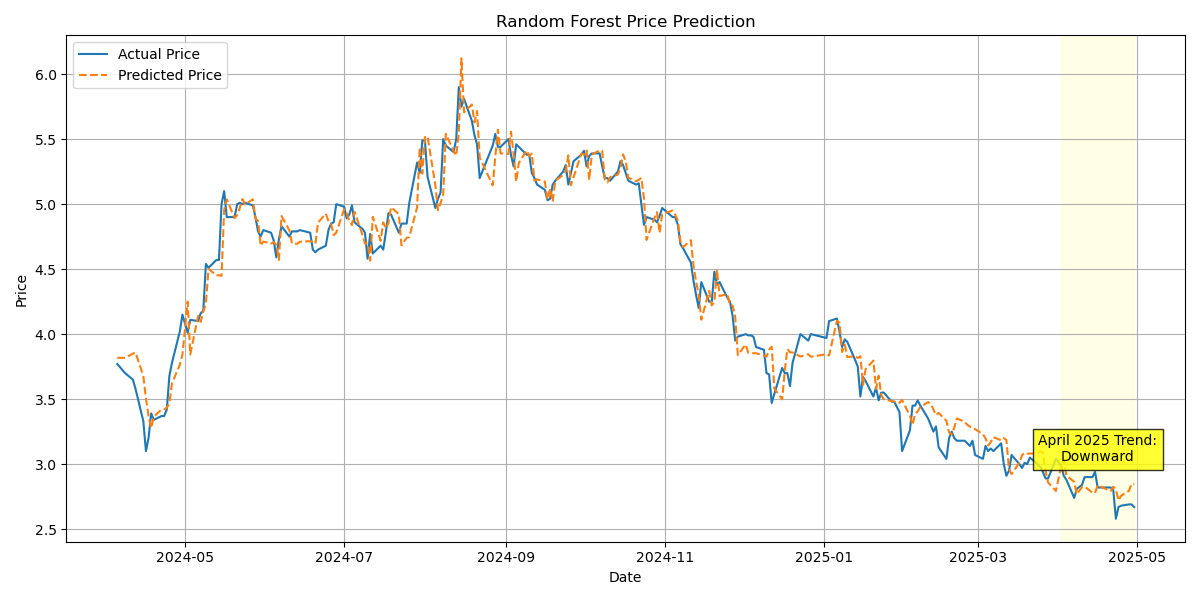 Random Forest Price Prediction
Actual Price
Predicted Price
6.0
5.5
5.0
4.5
4.0
3.5
3.0
2.5
Price
April 2025 Trend:
Downward
2024-05
2024-07
2024-09
2024-11
2025-01
2025-03
2025-05
Date